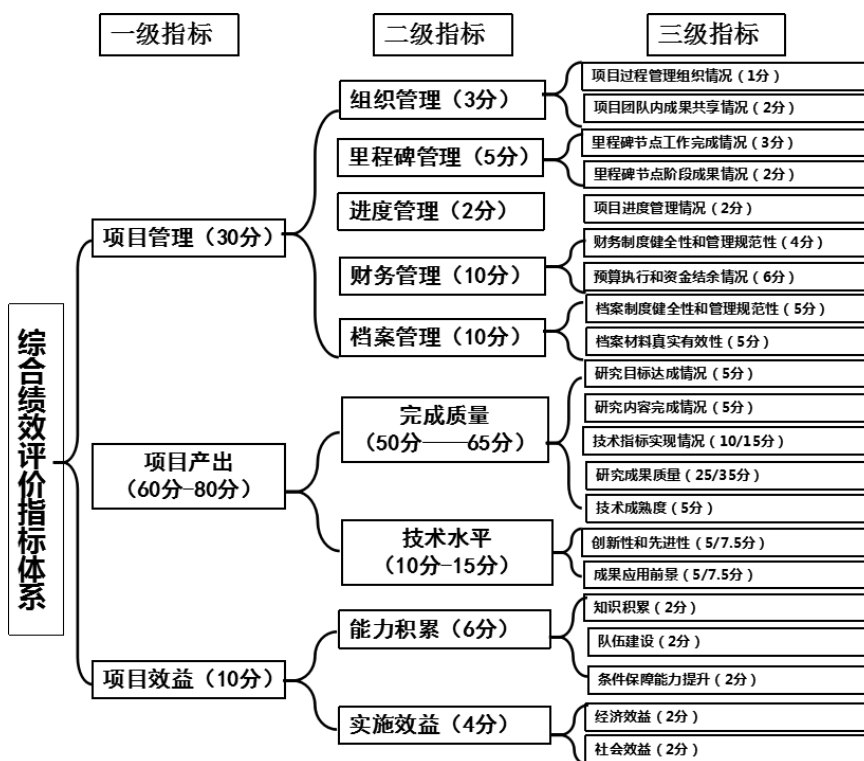 一级指标
二级指标
三级指标
综合绩效评价指标体系
项目管理（30分）
组织管理（3分）
项目过程管理组织情况（1分）
项目团队内成果共享情况（2分）
里程碑管理（5分）
里程碑节点工作完成情况（3分）
里程碑节点阶段成果情况（2分）
进度管理（2分）
项目进度管理情况（2分）
财务管理（10分）
财务制度健全性和管理规范性（4分）
预算执行和资金结余情况（6分）
档案管理（10分）
档案制度健全性和管理规范性（5分）
档案材料真实有效性（5分）
项目产出
（60分-80分）
完成质量
（50分——65分）
研究目标达成情况（5分）
研究内容完成情况（5分）
技术指标实现情况（10/15分）
研究成果质量（25/35分）
技术成熟度（5分）
技术水平
（10分-15分）
创新性和先进性（5/7.5分）
成果应用前景（5/7.5分）
项目效益（10分）
能力积累（6分）
知识积累（2分）
队伍建设（2分）
条件保障能力提升（2分）
实施效益（4分）
经济效益（2分）
社会效益（2分）